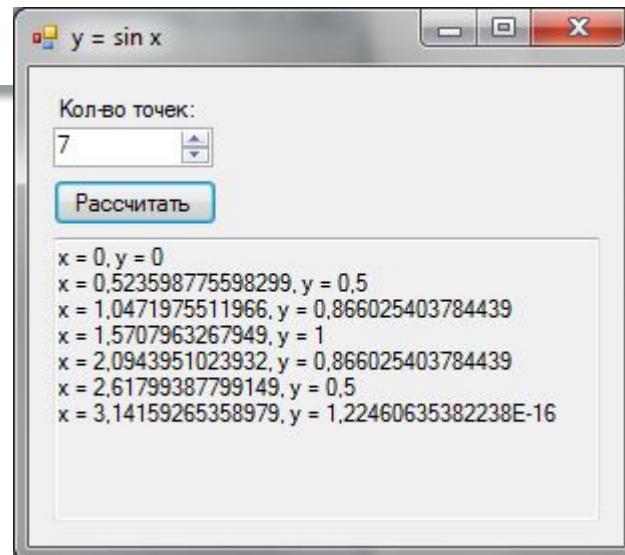 y = sin x
Кол-во точек:
7
Рассчитать
x = 0, y = 0
x = 0,523598775598299, y = 0,5
x = 1,0471975511966, y = 0,866025403784439
x = 1,5707963267949, y = 1
x = 2,0943951023932, y = 0,866025403784439
x = 2,61799387799149, y = 0,5
x = 3,14159265358979, y = 1,22460635382238E-16